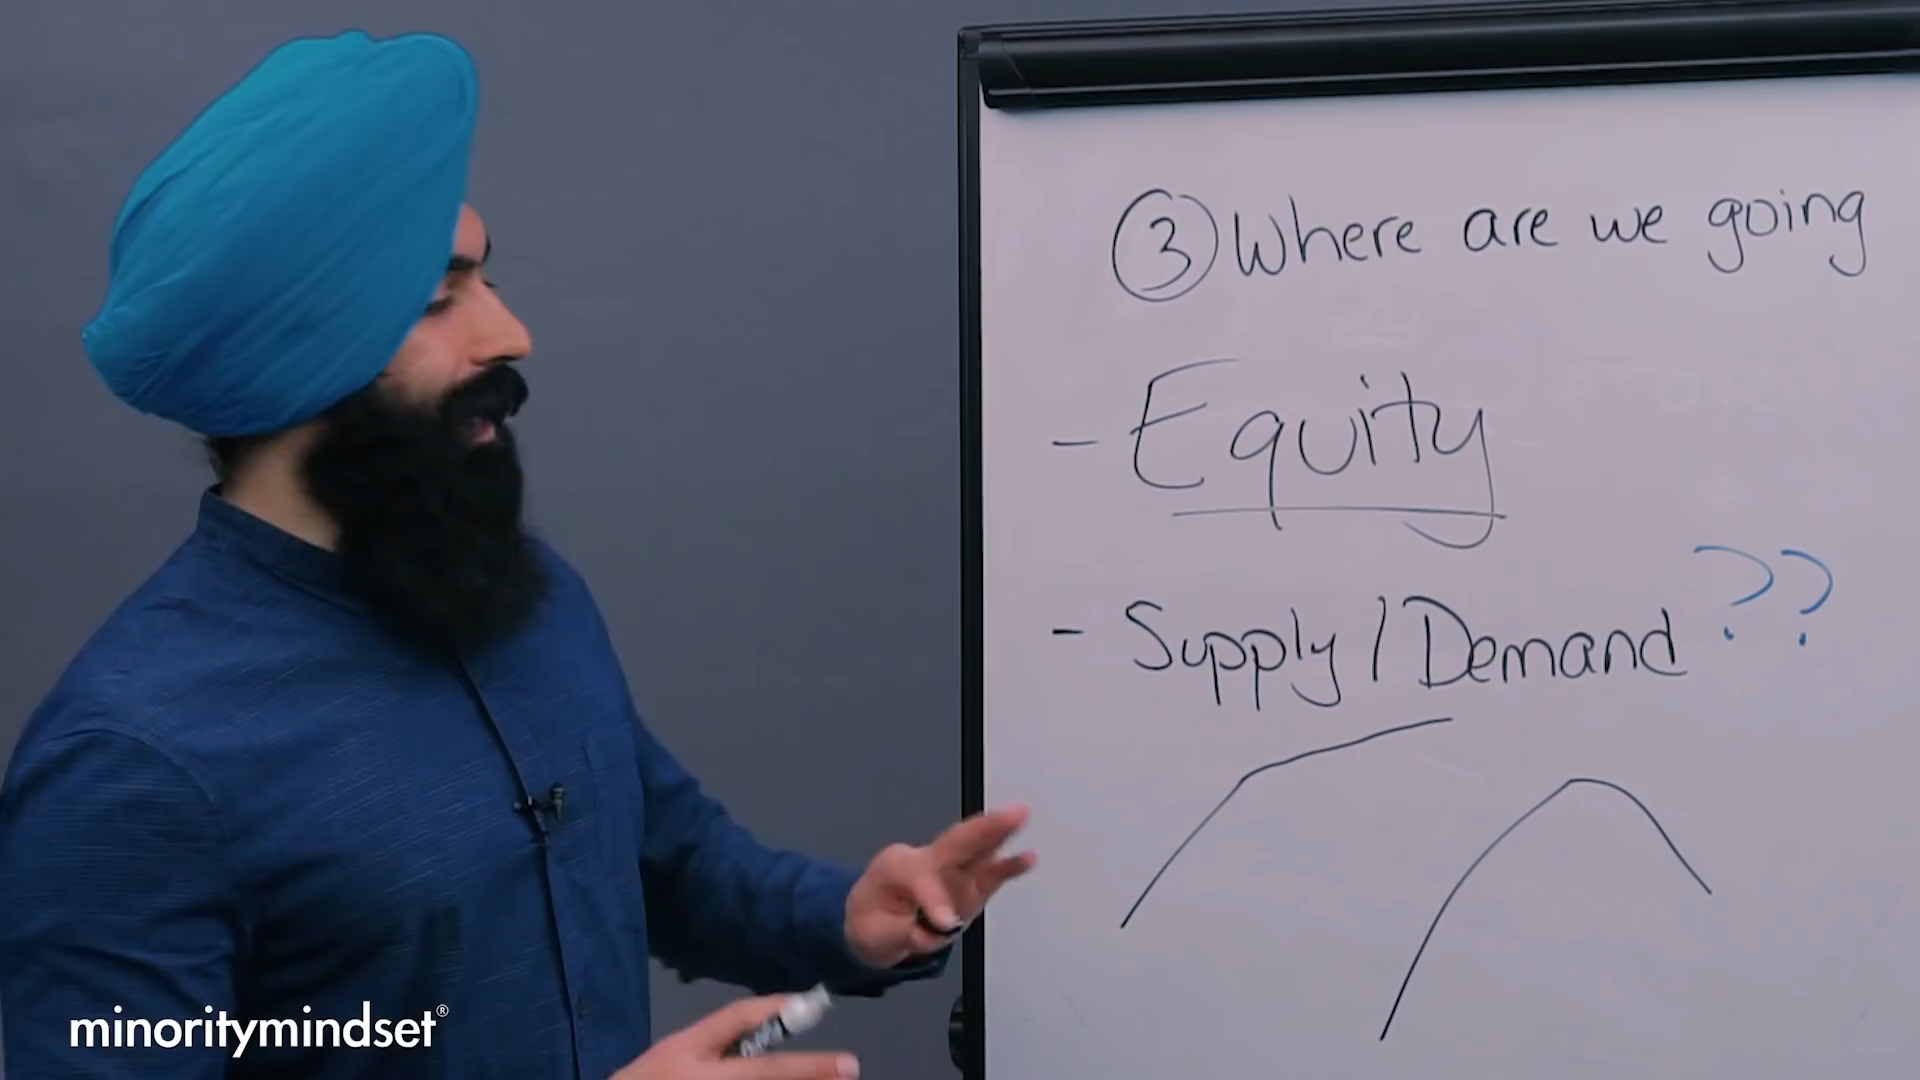 ③ Where are we going
- Equity
- Supply / Demand ??
minoritymindset®